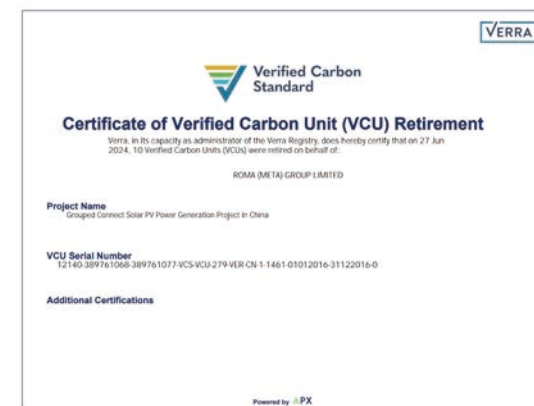 VERRA
Verified Carbon
Standard
Certificate of Verified Carbon Unit (VCU) Retirement
Verra, in its capacity as administrator of the Verra Registry, does hereby certify that on 27 Jun
2024, 10 Verified Carbon Units (VCUs) were retired on behalf of:
ROMA (META) GROUP LIMITED
Project Name
Grouped Connect Solar PV Power Generation Project in China
VCU Serial Number
12140-389761068-389761077-VCS-VCU-279-VER-CN-1-1461-01012016-31122016-0
Additional Certifications
Powered by APX